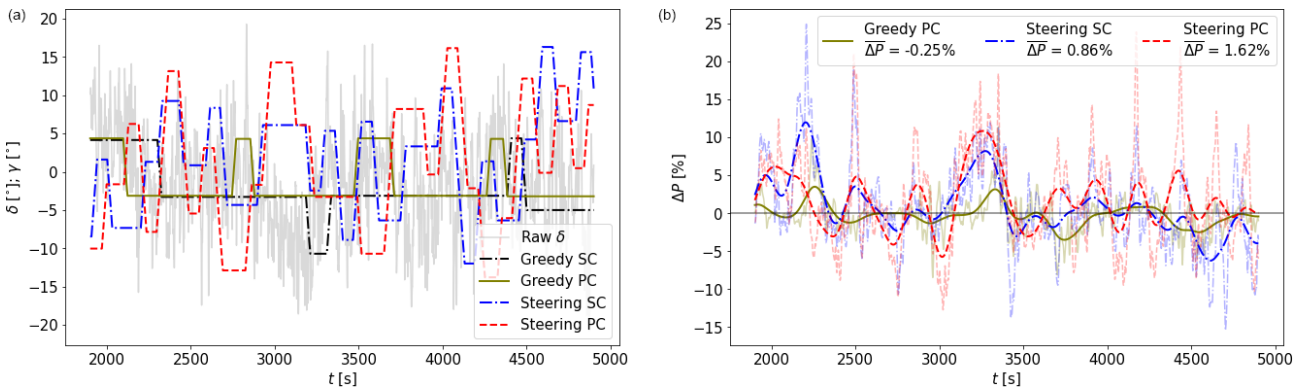 (a)
20
15
10
5
0
−5
−10
−15
−20
δ [°]; γ [°]
Raw δ
Greedy SC
Greedy PC
Steering SC
Steering PC
2000 2500 3000 3500 4000 4500 5000
t [s]
(b)
25
20
15
10
5
0
−5
−10
−15
ΔP [%]
Greedy PC Steering SC Steering PC
\overline{ΔP} = -0.25% \overline{ΔP} = 0.86% \overline{ΔP} = 1.62%
2000 2500 3000 3500 4000 4500 5000
t [s]